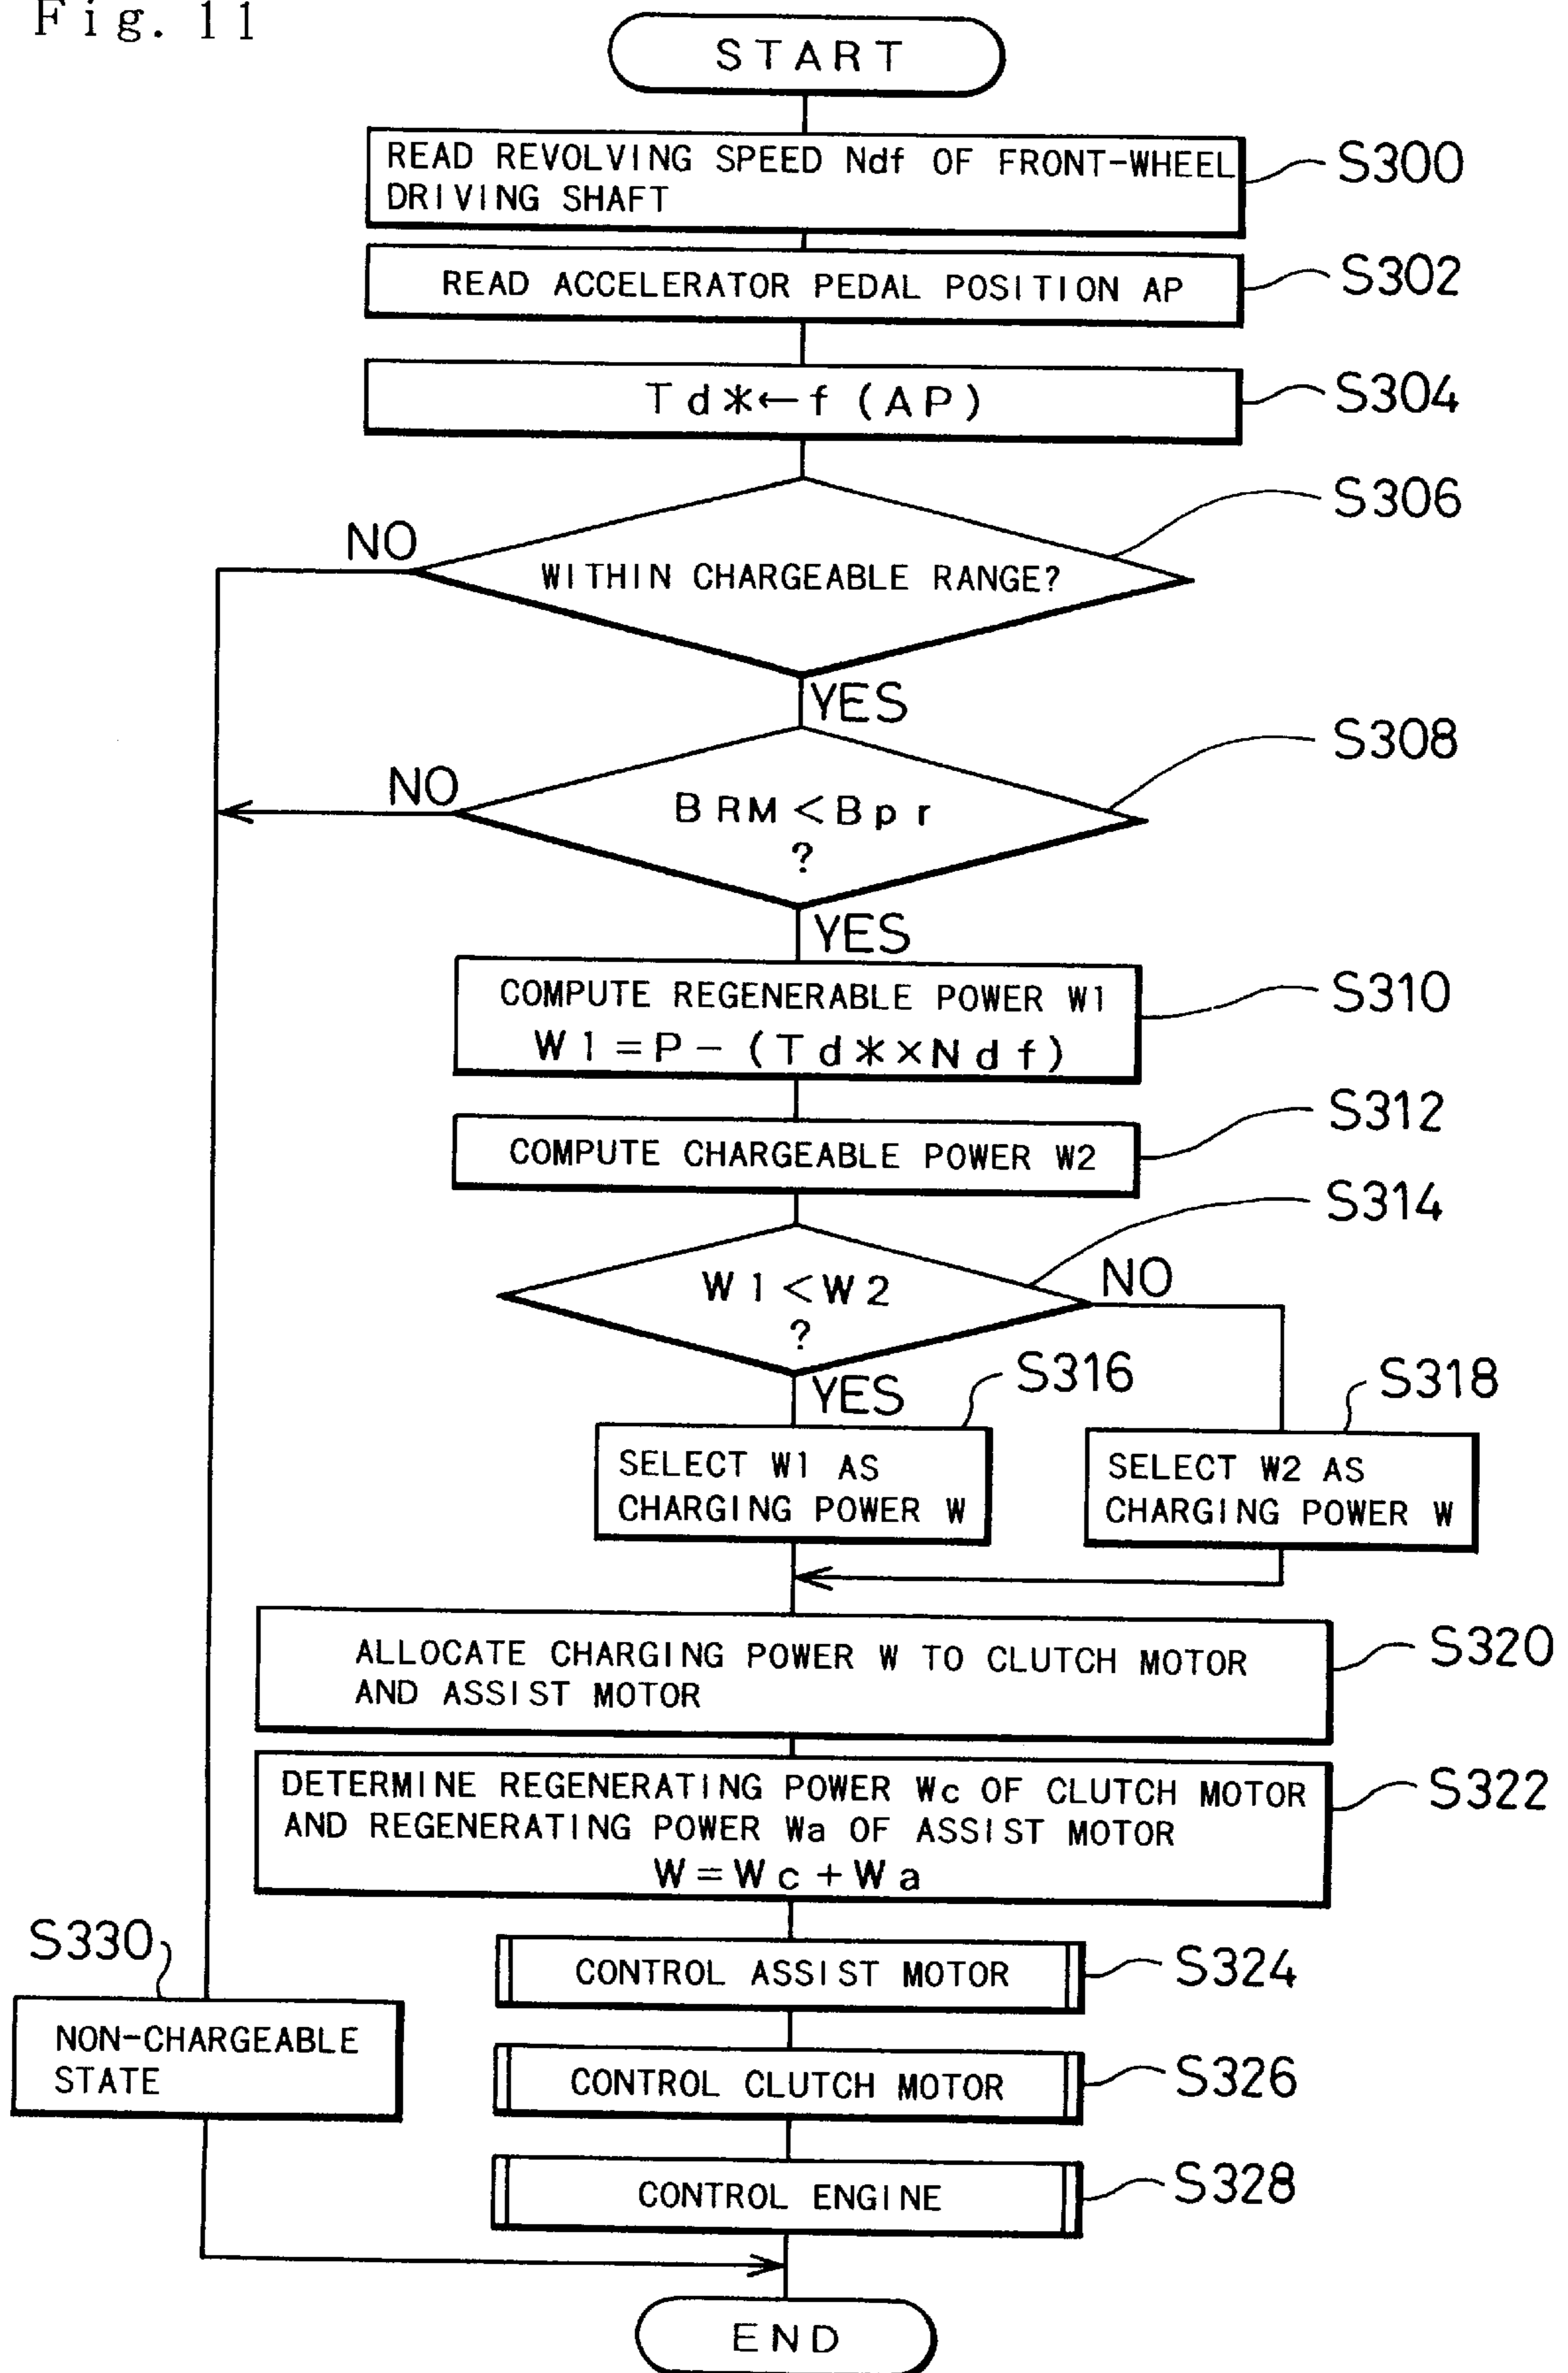 Fig. 11
START
READ REVOLVING SPEED Ndf OF FRONT-WHEEL
DRIVING SHAFT
S300
READ ACCELERATOR PEDAL POSITION AP
S302
Td*←f (AP)
S304
S306
NO
WITHIN CHARGEABLE RANGE?
YES
S308
NO
BRM<Bpr
?
YES
COMPUTE REGENERABLE POWER W1
W1=P-(Td*×Ndf)
S310
COMPUTE CHARGEABLE POWER W2
S312
S314
W1<W2
?
NO
YES
S316
S318
SELECT W1 AS
CHARGING POWER W
SELECT W2 AS
CHARGING POWER W
ALLOCATE CHARGING POWER W TO CLUTCH MOTOR
AND ASSIST MOTOR
S320
DETERMINE REGENERATING POWER Wc OF CLUTCH MOTOR
AND REGENERATING POWER Wa OF ASSIST MOTOR
W=Wc+Wa
S322
S330
CONTROL ASSIST MOTOR
S324
NON-CHARGEABLE
STATE
CONTROL CLUTCH MOTOR
S326
CONTROL ENGINE
S328
END